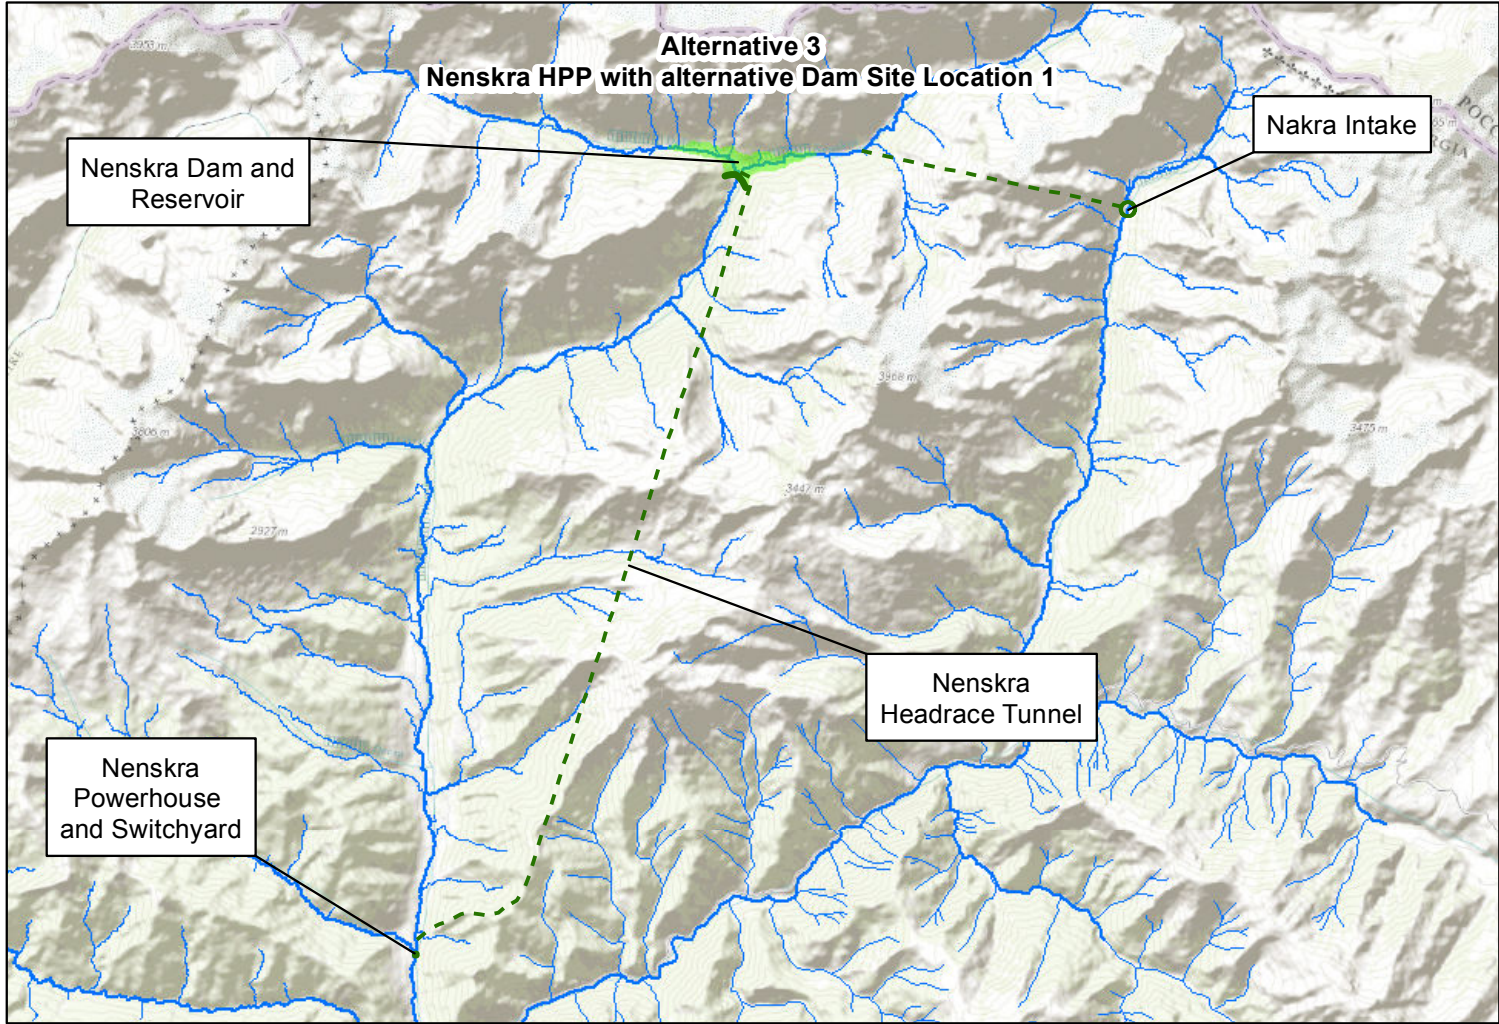 Alternative 3
Nenskra HPP with alternative Dam Site Location 1
3953 m
Nakra Intake
Nenskra Dam and
Reservoir
3968 m
3806 m
3475 m
3447 m
2927 m
Nenskra
Headrace Tunnel
Nenskra
Powerhouse
and Switchyard